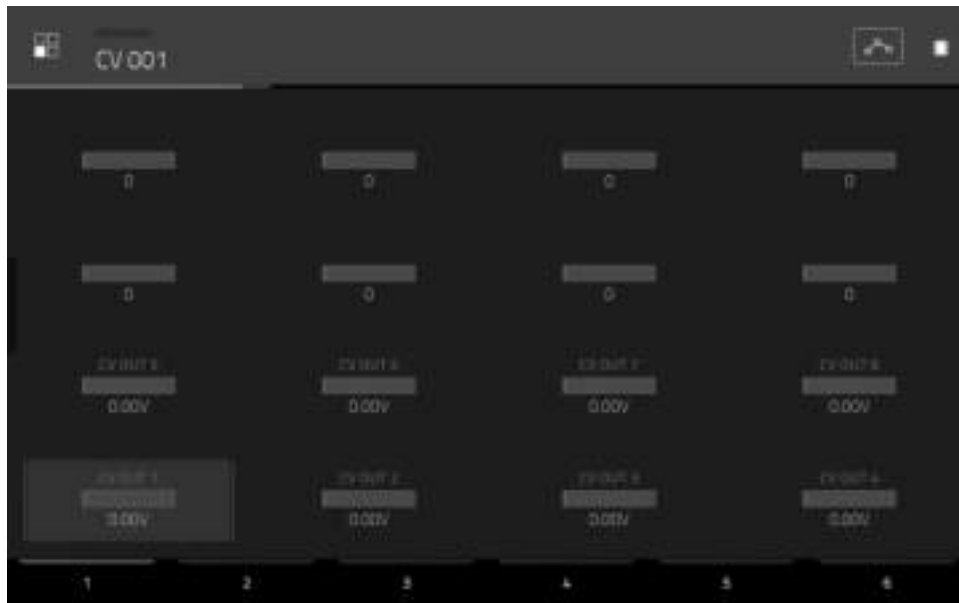 CV 001
0 0 0 0
0 0 0 0
CV OUT 5 CV OUT 6 CV OUT 7 CV OUT 8
0.00V 0.00V 0.00V 0.00V
CV OUT 1 CV OUT 2 CV OUT 3 CV OUT 4
0.00V 0.00V 0.00V 0.00V
1 2 3 4 5 6